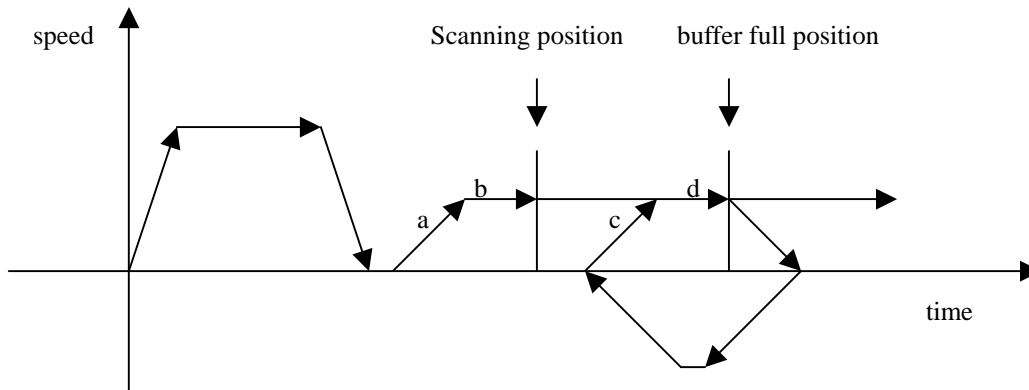 speed
Scanning position
buffer full position
b
d
a
c
time